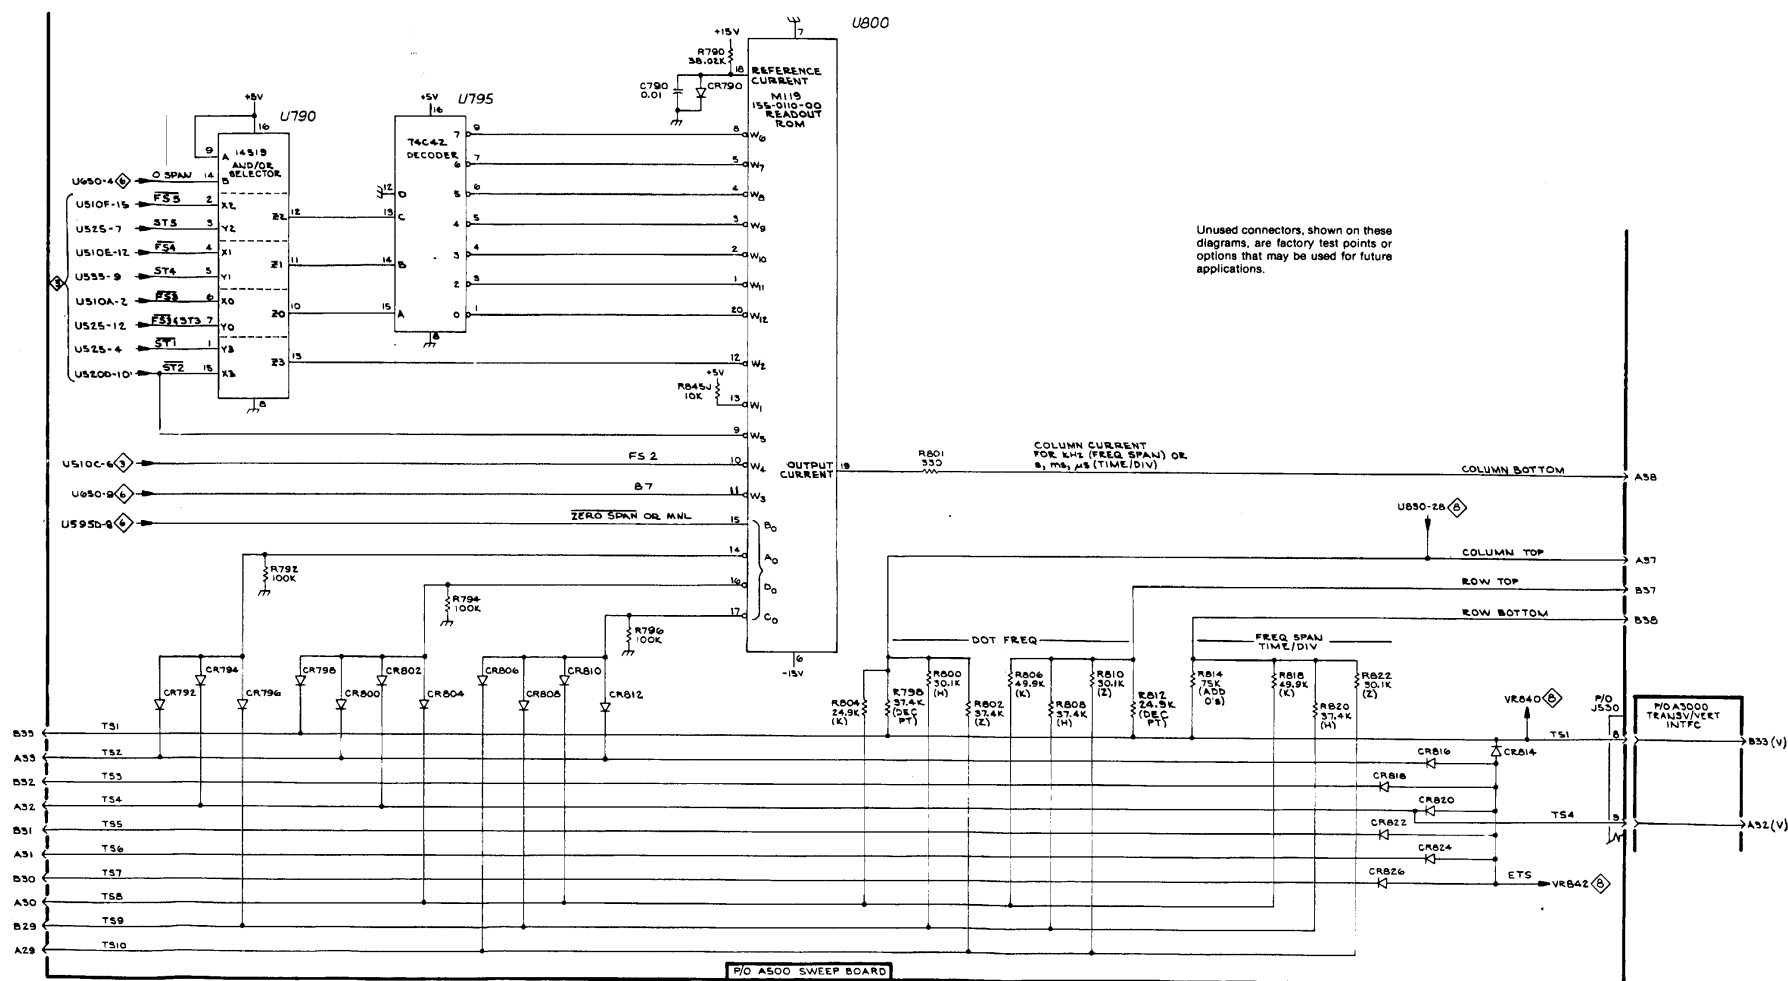 U800
7
+15V
R790
38.02K
18
REFERENCE
CURRENT
C790
0.01
CR790
M119
155-0110-00
READOUT
ROM
+5V
U790
16
9
A
14519
AND/OR
SELECTOR
U650-4
6
0 SPAN
14
B
U510F-15
FS5
2
X2
Z2
12
U525-7
ST5
3
Y2
U510E-12
FS4
4
X1
Z1
11
U535-9
ST4
5
Y1
3
U510A-2
FS3
6
X0
Z0
10
U525-12
7
Y0
U525-4
ST1
1
Y3
Z3
13
U520D-10
ST2
15
X3
8
+5V
U795
16
74C42
DECODER
7
9
6
7
12
D
5
6
13
C
4
5
3
4
14
B
2
3
15
A
0
1
8
8
W6
5
W7
4
W8
3
W9
2
W10
1
W11
20
W12
12
W2
+5V
R845J
10K
13
W1
9
W5
U510C-6
3
FS2
10
W4
U650-9
6
B7
11
W3
U595D-8
6
ZERO SPAN OR MNL
15
B0
14
A0
16
D0
17
C0
OUTPUT
CURRENT
19
6
-15V
R801
330
COLUMN CURRENT
FOR KHz (FREQ SPAN) OR
s, ms, μs (TIME/DIV)
COLUMN BOTTOM
A38
Unused connectors, shown on these
diagrams, are factory test points or
options that may be used for future
applications.
U830-28
8
COLUMN TOP
A37
ROW TOP
B37
ROW BOTTOM
B38
R792
100K
R794
100K
R796
100K
CR794
CR798
CR802
CR806
CR810
CR792
CR796
CR800
CR804
CR808
CR812
DOT FREQ
FREQ SPAN
TIME/DIV
R804
24.9K
(K)
R798
37.4K
(DEC
PT)
R800
30.1K
(H)
R802
37.4K
(Z)
R806
49.9K
(K)
R808
37.4K
(H)
R810
30.1K
(Z)
R812
24.9K
(DEC
PT)
R814
75K
(ADD
0's)
R818
49.9K
(K)
R820
37.4K
(H)
R822
30.1K
(Z)
VR840
8
P/O
J530
P/O A3000
TRANSV/VERT
INTFC
B33
TS1
TS1
8
B33(V)
A33
TS2
CR816
CR814
B32
TS3
CR818
A32
TS4
CR820
TS4
9
A32(V)
B31
TS5
CR822
A31
TS6
CR824
B30
TS7
CR826
ETS
VR842
8
A30
TS8
B29
TS9
A29
TS10
P/O A500 SWEEP BOARD